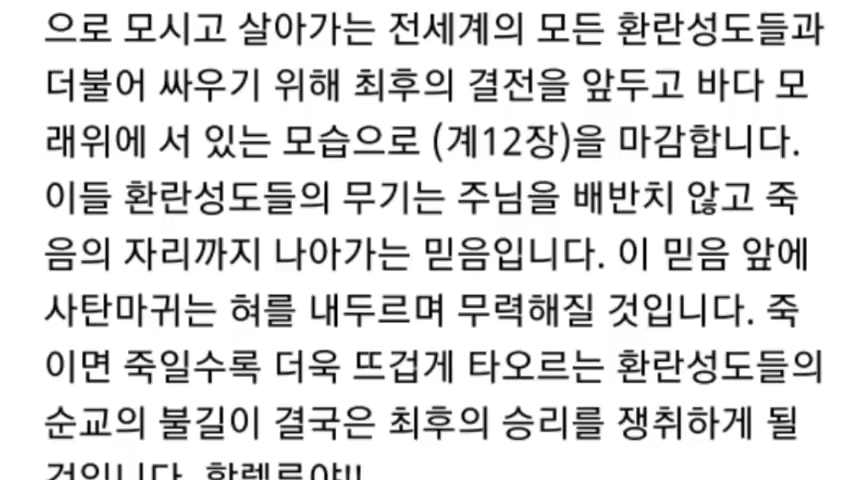 으로 모시고 살아가는 전세계의 모든 환란성도들과
더불어 싸우기 위해 최후의 결전을 앞두고 바다 모
래위에 서 있는 모습으로 (계12장)을 마감합니다.
이들 환란성도들의 무기는 주님을 배반치 않고 죽
음의 자리까지 나아가는 믿음입니다. 이 믿음 앞에
사탄마귀는 혀를 내두르며 무력해질 것입니다. 죽
이면 죽일수록 더욱 뜨겁게 타오르는 환란성도들의
순교의 불길이 결국은 최후의 승리를 쟁취하게 될
것입니다. 할렐루야!!